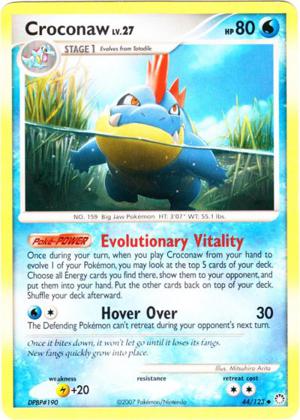 Croconaw LV.27 HP 80
STAGE 1 Evolves from Totodile
NO. 159 Big Jaw Pokémon HT: 3'07" WT: 55.1 lbs.
Poké-POWER Evolutionary Vitality
Once during your turn, when you play Croconaw from your hand to
evolve 1 of your Pokémon, you may look at the top 5 cards of your deck.
Choose all Energy cards you find there, show them to your opponent, and
put them into your hand. Put the other cards back on top of your deck.
Shuffle your deck afterward.
Hover Over 30
The Defending Pokémon can't retreat during your opponent's next turn.
Illus. Mitsuhiro Arita
Once it bites down, it won't let go until it loses its fangs.
New fangs quickly grow into place.
weakness resistance retreat cost
+20
DPBP#190 ©2007 Pokémon/Nintendo 44/123